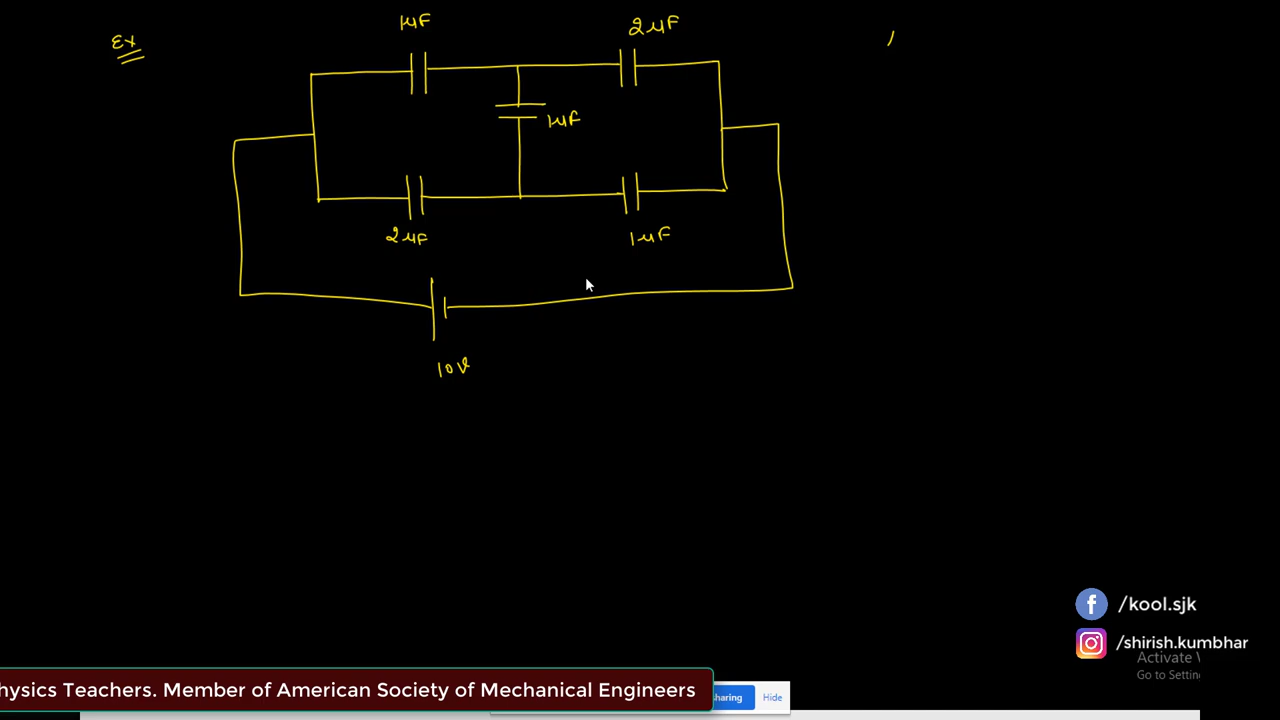 Ex
1μF
2μF
1μF
2μF
1μF
10V
/kool.sjk
/shirish.kumbhar
Activate
Go to Settin
hysics Teachers. Member of American Society of Mechanical Engineers
haring
Hide